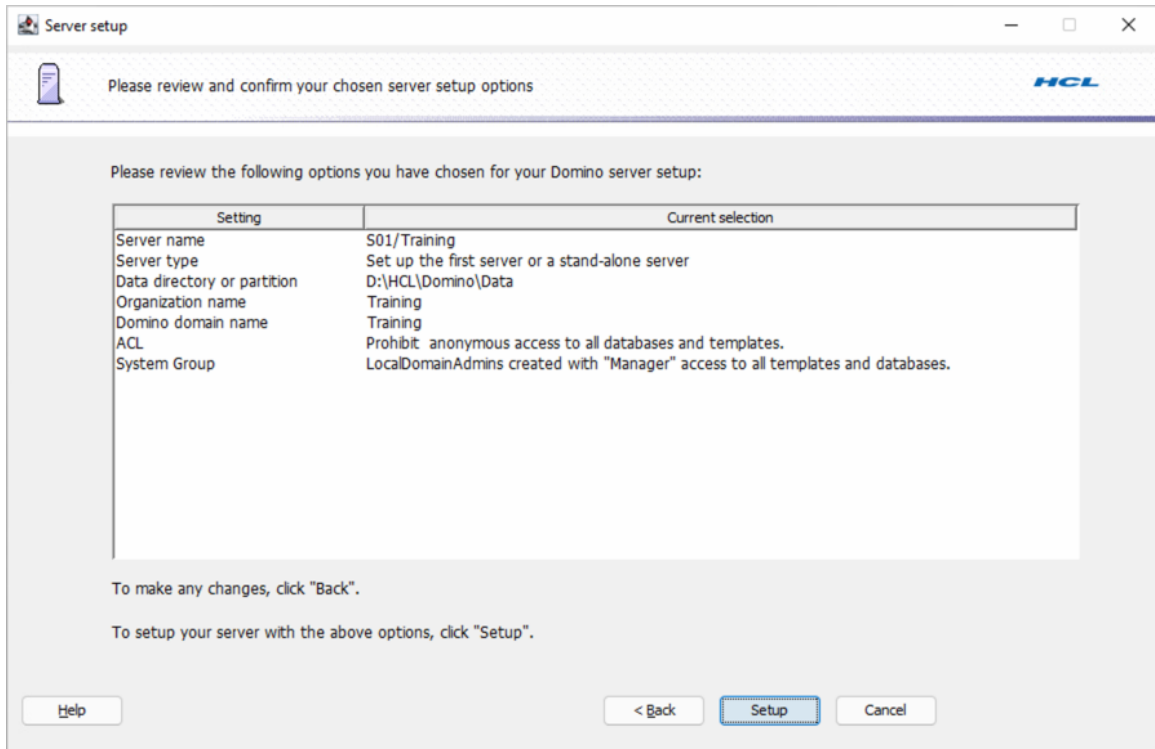 Server setup
Please review and confirm your chosen server setup options
HCL
Please review the following options you have chosen for your Domino server setup:
Setting Current selection
Server name S01/Training
Server type Set up the first server or a stand-alone server
Data directory or partition D:\HCL\Domino\Data
Organization name Training
Domino domain name Training
ACL Prohibit  anonymous access to all databases and templates.
System Group LocalDomainAdmins created with "Manager" access to all templates and databases.
To make any changes, click "Back".
To setup your server with the above options, click "Setup".
Help < Back Setup Cancel